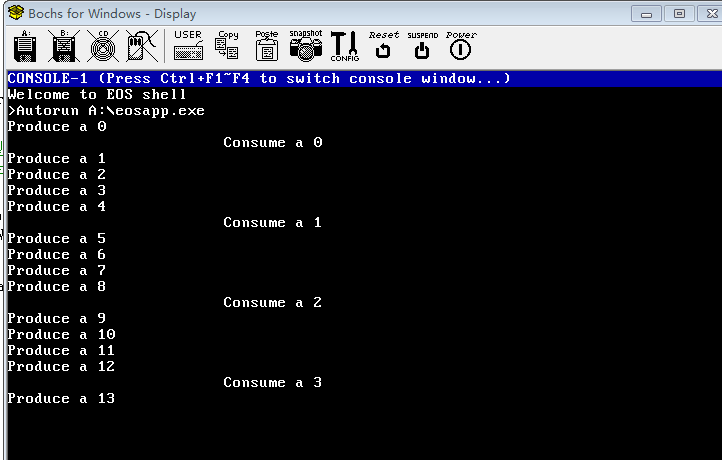 Bochs for Windows - Display
A: B: CD USER Copy Paste Snapshot CONFIG Reset SUSPEND Power
CONSOLE-1 (Press Ctrl+F1~F4 to switch console window...)
Welcome to EOS shell
>Autorun A:\eosapp.exe
Produce a 0
Consume a 0
Produce a 1
Produce a 2
Produce a 3
Produce a 4
Consume a 1
Produce a 5
Produce a 6
Produce a 7
Produce a 8
Consume a 2
Produce a 9
Produce a 10
Produce a 11
Produce a 12
Consume a 3
Produce a 13